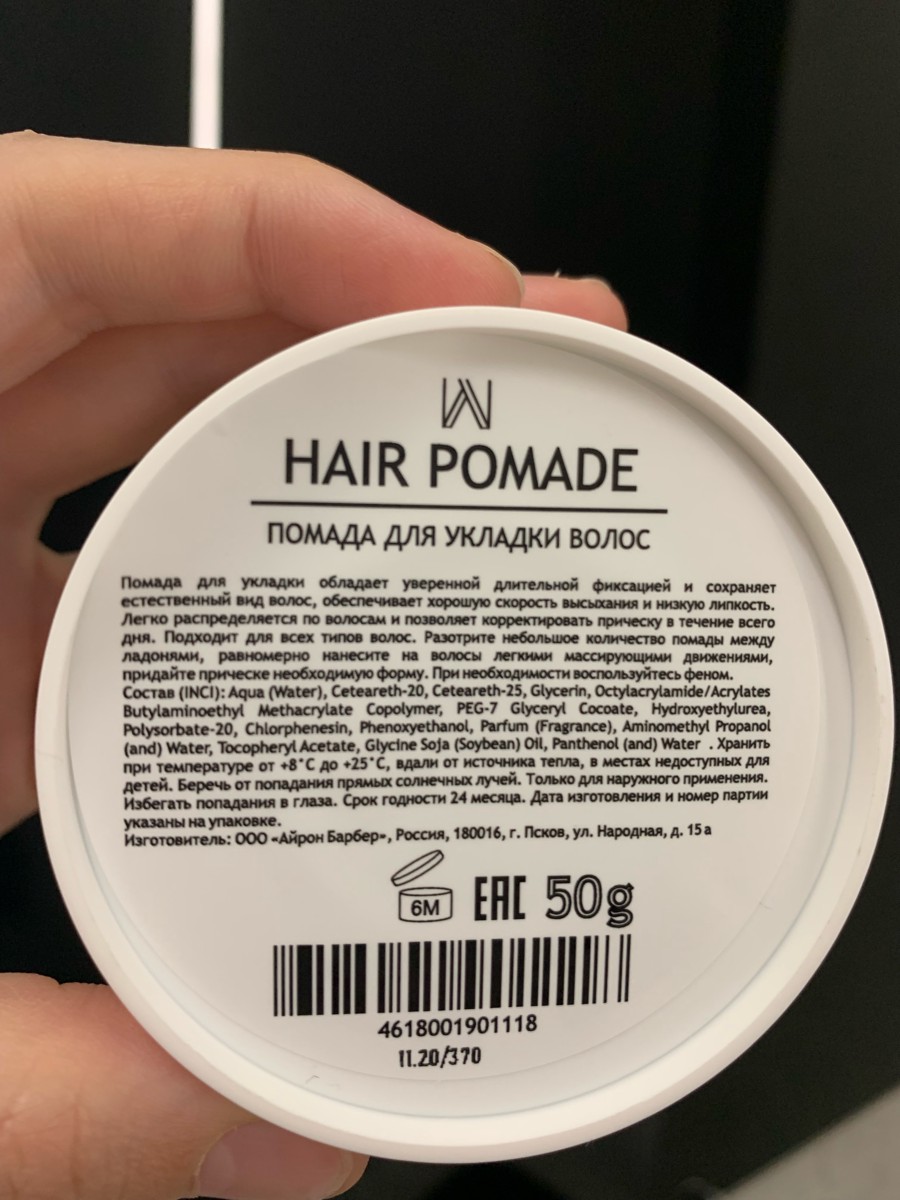 HAIR POMADE
ПОМАДА ДЛЯ УКЛАДКИ ВОЛОС
Помада для укладки обладает уверенной длительной фиксацией и сохраняет
естественный вид волос, обеспечивает хорошую скорость высыхания и низкую липкость.
Легко распределяется по волосам и позволяет корректировать прическу в течение всего
дня. Подходит для всех типов волос. Разотрите небольшое количество помады между
ладонями, равномерно нанесите на волосы легкими массирующими движениями,
придайте прическе необходимую форму. При необходимости воспользуйтесь феном.
Состав (INCI): Aqua (Water), Ceteareth-20, Ceteareth-25, Glycerin, Octylacrylamide/Acrylates
Butylaminoethyl Methacrylate Copolymer, PEG-7 Glyceryl Cocoate, Hydroxyethylurea,
Polysorbate-20, Chlorphenesin, Phenoxyethanol, Parfum (Fragrance), Aminomethyl Propanol
(and) Water, Tocopheryl Acetate, Glycine Soja (Soybean) Oil, Panthenol (and) Water . Хранить
при температуре от +8°C до +25°C, вдали от источника тепла, в местах недоступных для
детей. Беречь от попадания прямых солнечных лучей. Только для наружного применения.
Избегать попадания в глаза. Срок годности 24 месяца. Дата изготовления и номер партии
указаны на упаковке.
Изготовитель: ООО «Айрон Барбер», Россия, 180016, г. Псков, ул. Народная, д. 15 а
6M EAC 50g
4618001901118
11.20/370